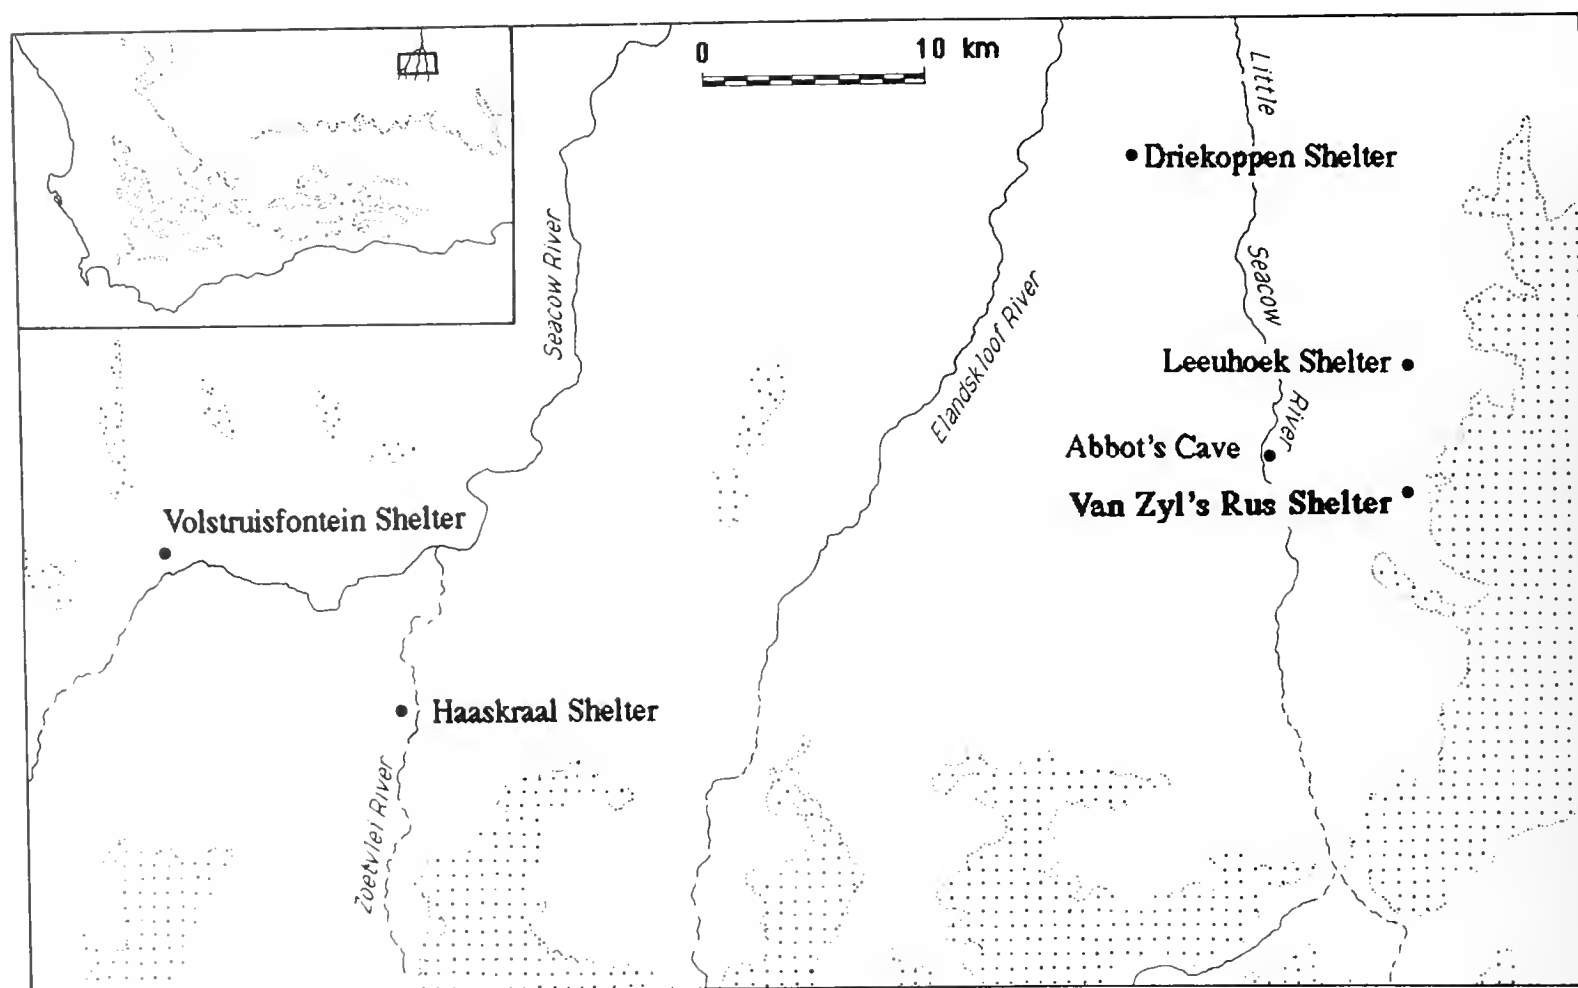 0 10 km
Little
Driekoppen Shelter
Seacow River
Seacow
Elandskloof River
Leeuhoek Shelter
River
Abbot's Cave
Van Zyl's Rus Shelter
Volstruisfontein Shelter
Haaskraal Shelter
Zoetvlei River